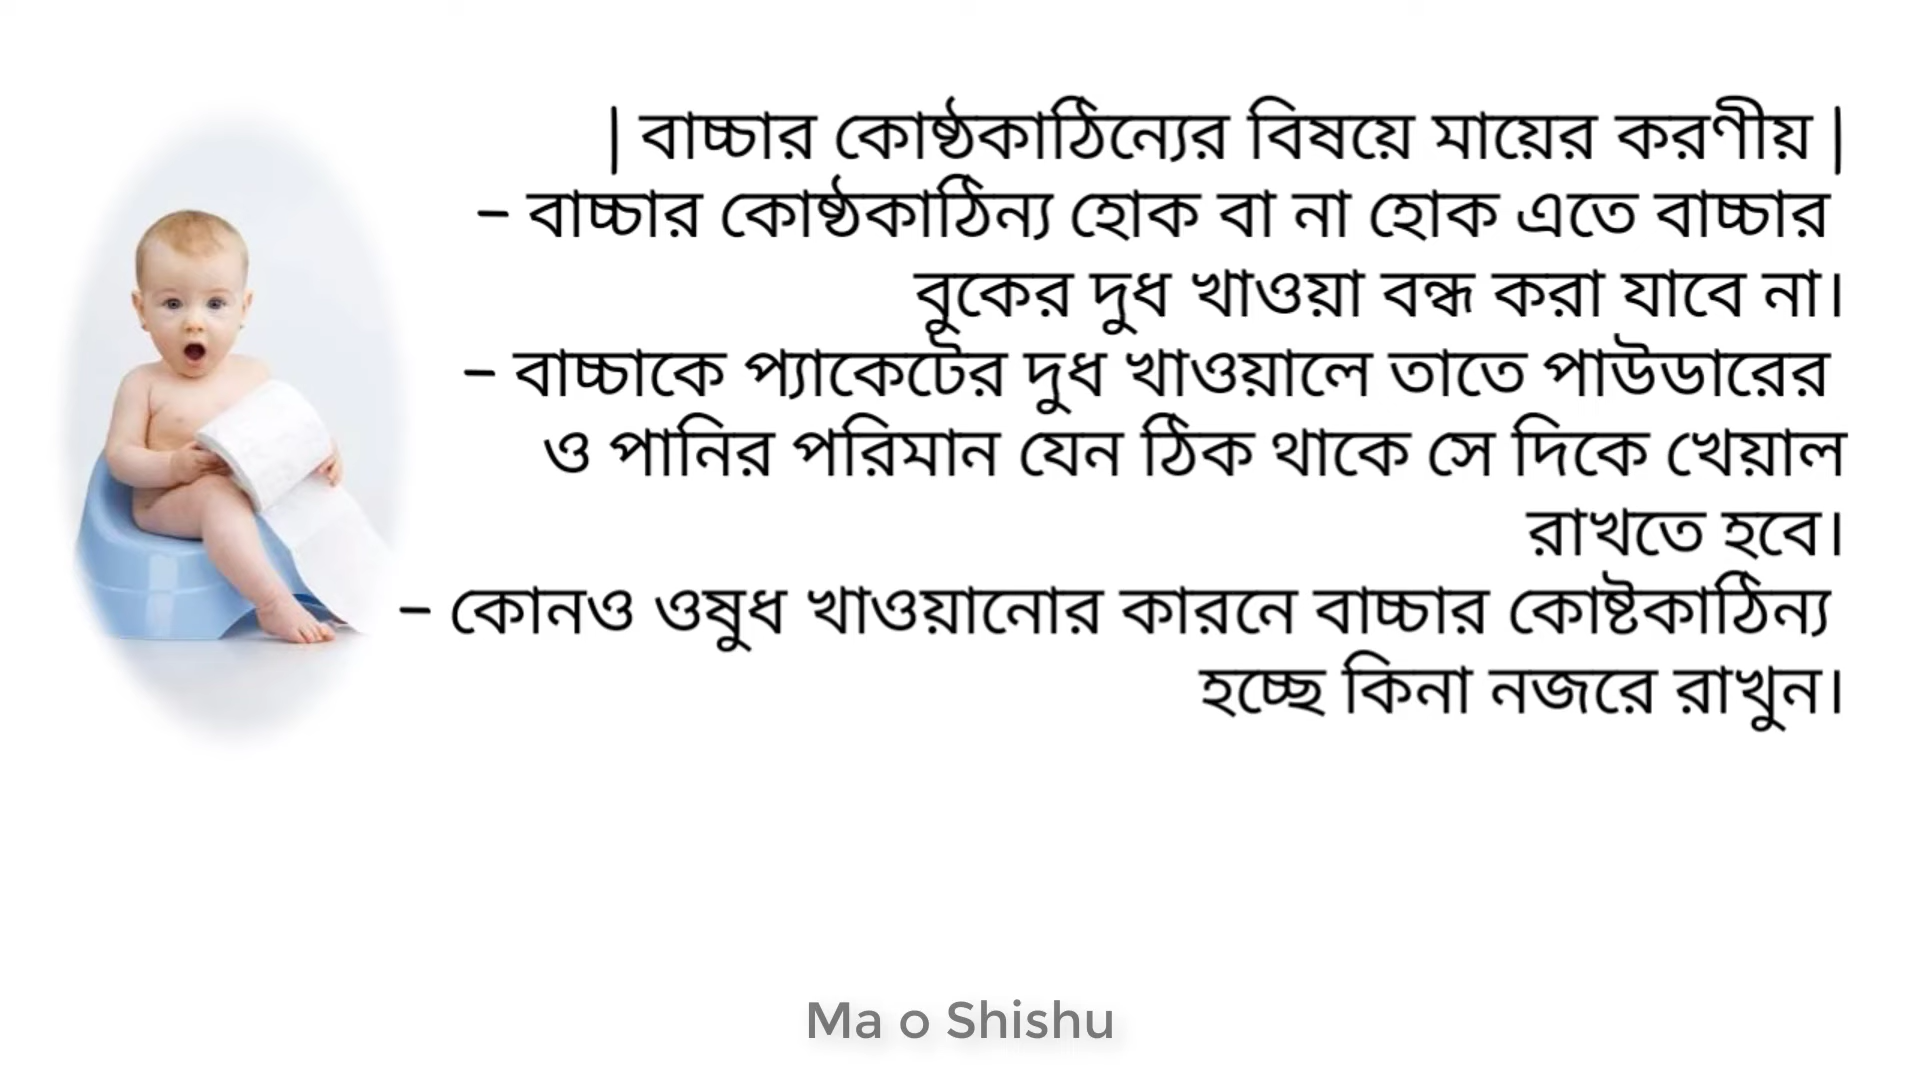 | বাচ্চার কোষ্ঠকাঠিন্যের বিষয়ে মায়ের করণীয় |
– বাচ্চার কোষ্ঠকাঠিন্য হোক বা না হোক এতে বাচ্চার
বুকের দুধ খাওয়া বন্ধ করা যাবে না।
– বাচ্চাকে প্যাকেটের দুধ খাওয়ালে তাতে পাউডারের
ও পানির পরিমান যেন ঠিক থাকে সে দিকে খেয়াল
রাখতে হবে।
– কোনও ওষুধ খাওয়ানোর কারনে বাচ্চার কোষ্টকাঠিন্য
হচ্ছে কিনা নজরে রাখুন।
Ma o Shishu